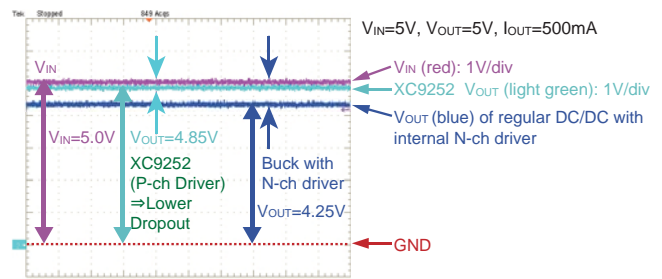 Tek Stopped 849 Acqs
VIN=5V, VOUT=5V, IOUT=500mA
VIN
VIN (red): 1V/div
XC9252 VOUT (light green): 1V/div
VOUT (blue) of regular DC/DC with
internal N-ch driver
VIN=5.0V
VOUT=4.85V
XC9252
(P-ch Driver)
⇒Lower
Dropout
Buck with
N-ch driver
VOUT=4.25V
GND